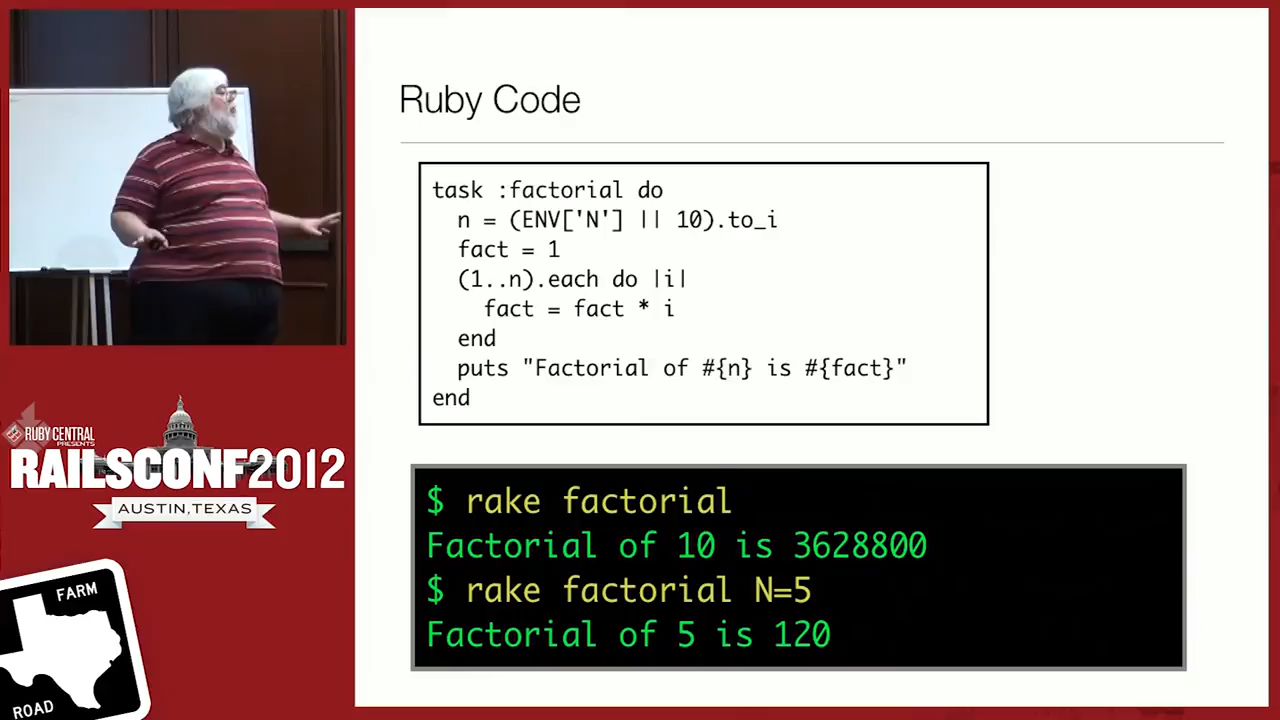 Ruby Code
task :factorial do
  n = (ENV['N'] || 10).to_i
  fact = 1
  (1..n).each do |i|
    fact = fact * i
  end
  puts "Factorial of #{n} is #{fact}"
end
$ rake factorial
Factorial of 10 is 3628800
$ rake factorial N=5
Factorial of 5 is 120
RUBY CENTRAL
PRESENTS
RAILSCONF2012
AUSTIN,TEXAS
FARM
ROAD